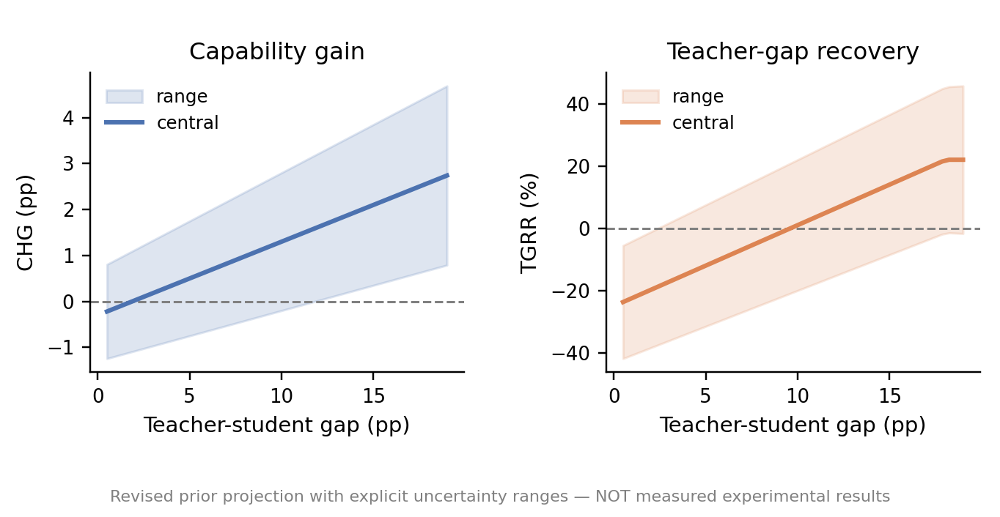 Capability gain
range
central
CHG (pp)
4
3
2
1
0
−1
0 5 10 15
Teacher-student gap (pp)
Teacher-gap recovery
range
central
TGRR (%)
40
20
0
−20
−40
0 5 10 15
Teacher-student gap (pp)
Revised prior projection with explicit uncertainty ranges — NOT measured experimental results